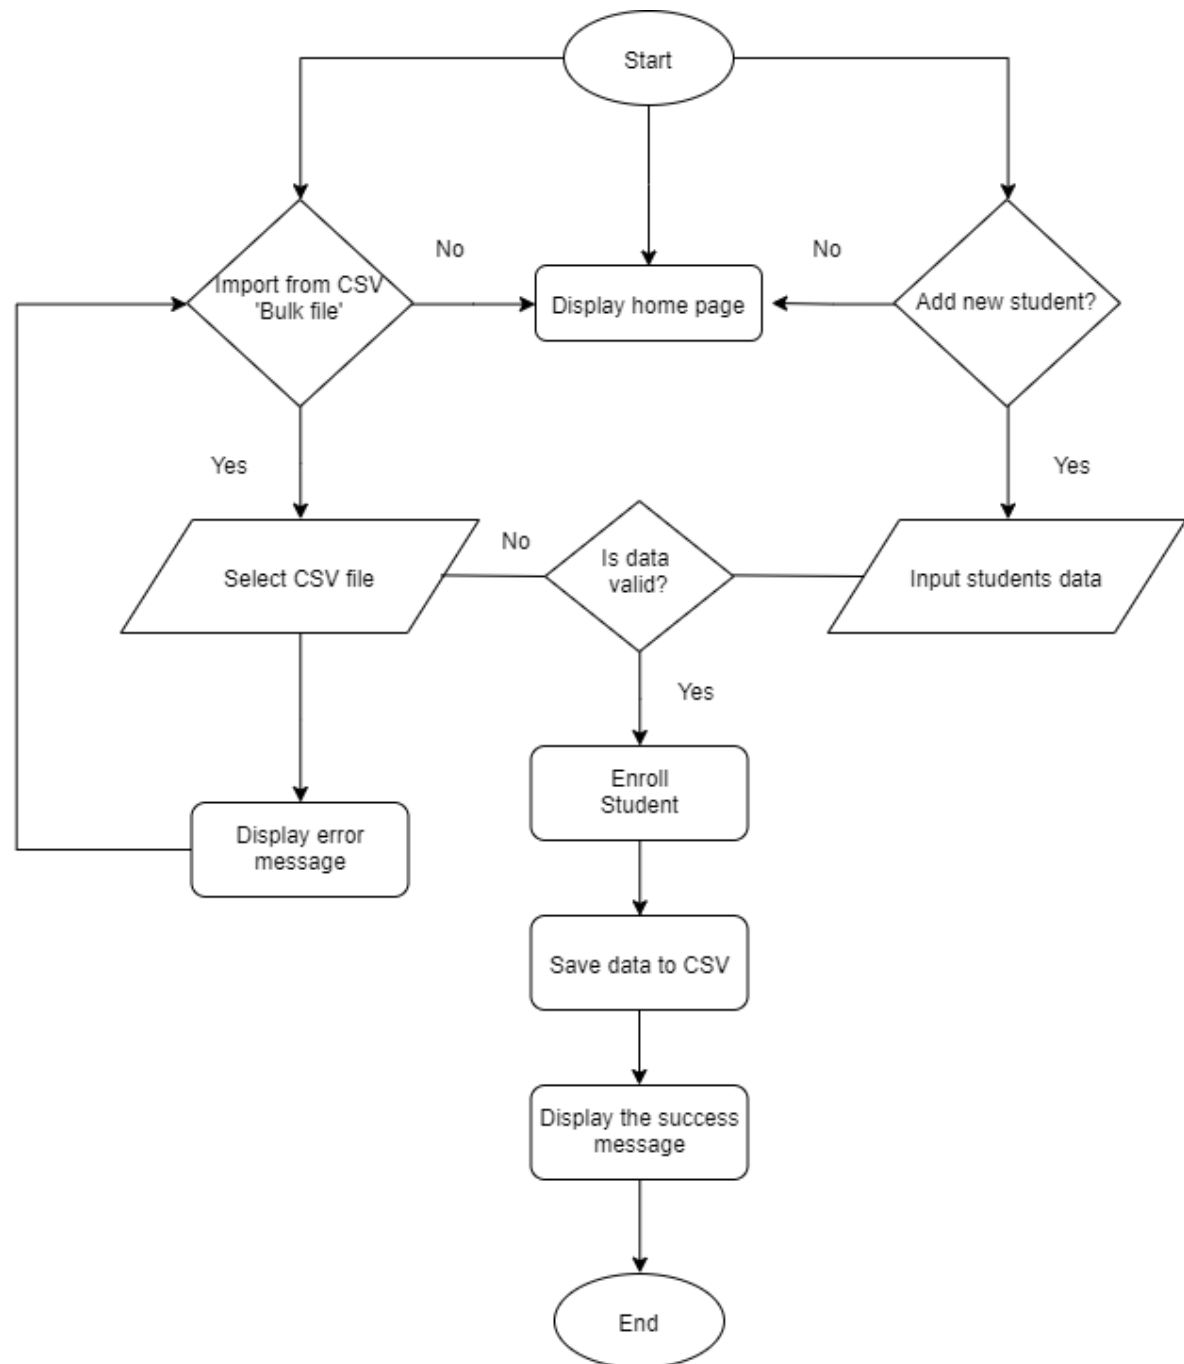 Start
No
No
Import from CSV
'Bulk file'
Display home page
Add new student?
Yes
Yes
No
Is data
valid?
Select CSV file
Input students data
Yes
Enroll
Student
Display error
message
Save data to CSV
Display the success
message
End